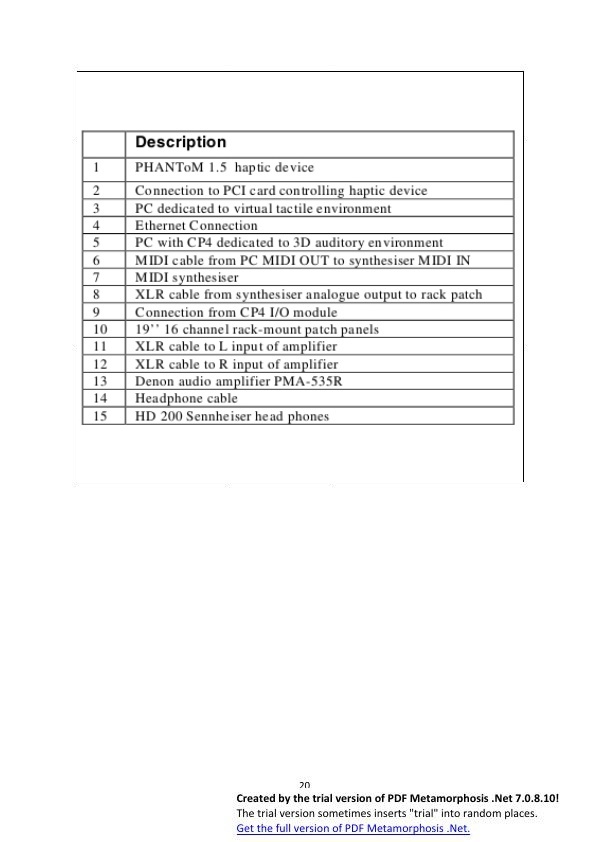 Description
1 PHANToM 1.5 haptic device
2 Connection to PCI card controlling haptic device
3 PC dedicated to virtual tactile environment
4 Ethernet Connection
5 PC with CP4 dedicated to 3D auditory environment
6 MIDI cable from PC MIDI OUT to synthesiser MIDI IN
7 MIDI synthesiser
8 XLR cable from synthesiser analogue output to rack patch
9 Connection from CP4 I/O module
10 19’’ 16 channel rack-mount patch panels
11 XLR cable to L input of amplifier
12 XLR cable to R input of amplifier
13 Denon audio amplifier PMA-535R
14 Headphone cable
15 HD 200 Sennheiser head phones
20
Created by the trial version of PDF Metamorphosis .Net 7.0.8.10!
The trial version sometimes inserts "trial" into random places.
Get the full version of PDF Metamorphosis .Net.